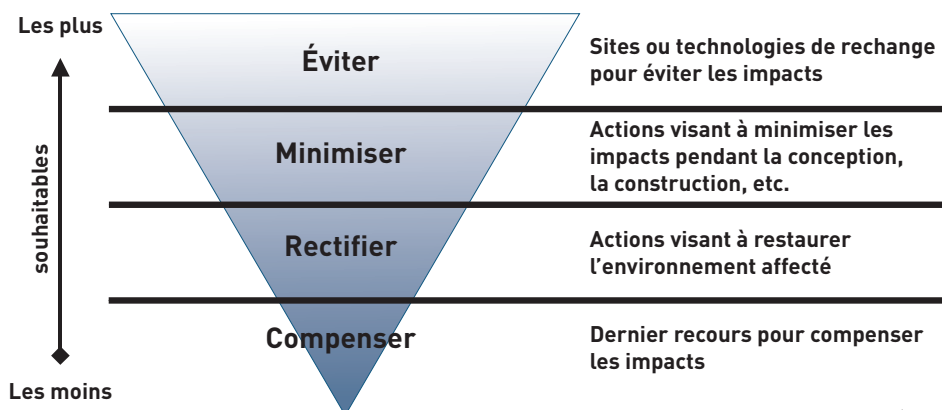 Les plus
Éviter
Sites ou technologies de rechange
pour éviter les impacts
Minimiser
Actions visant à minimiser les
impacts pendant la conception,
la construction, etc.
souhaitables
Rectifier
Actions visant à restaurer
l’environnement affecté
Compenser
Dernier recours pour compenser
les impacts
Les moins